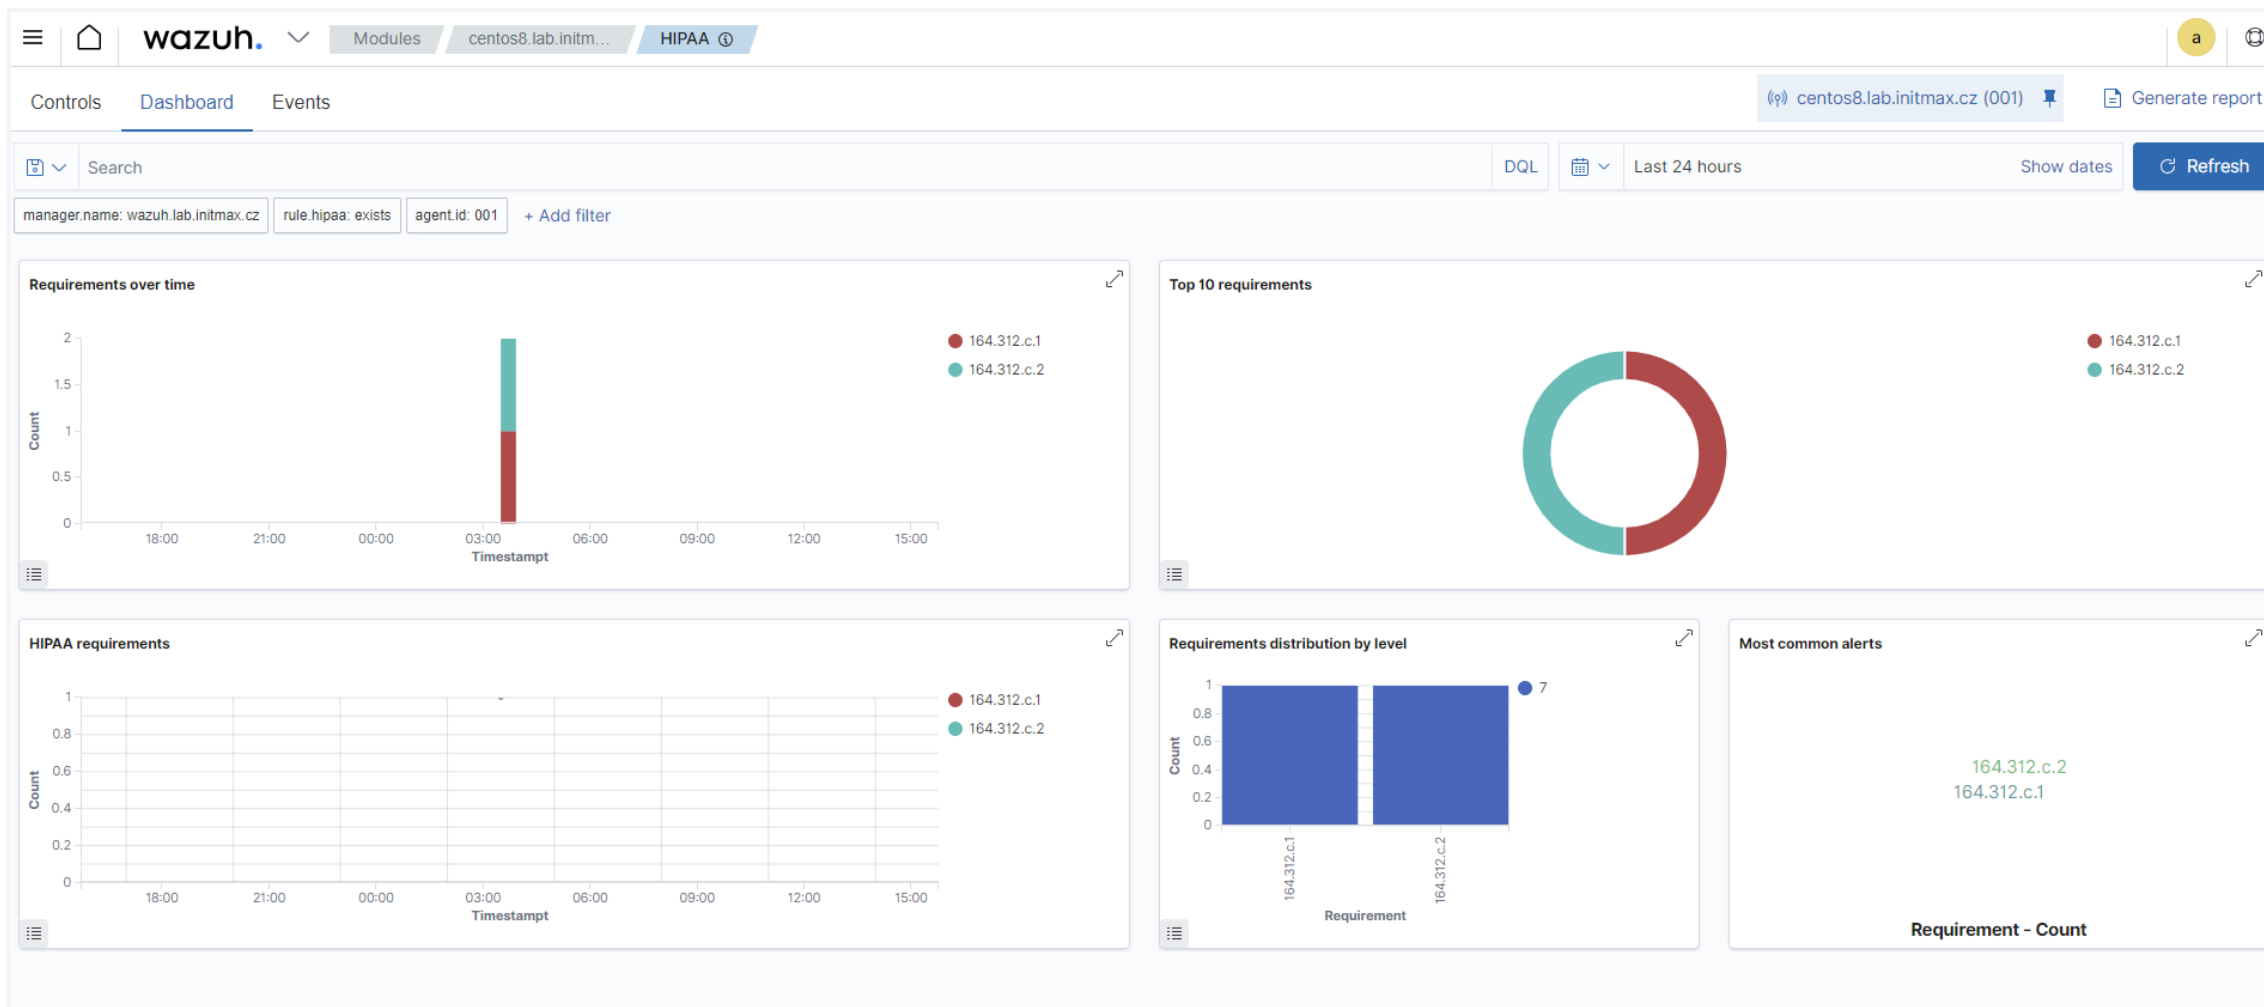 wazuh. Modules centos8.lab.initm... HIPAA a
Controls Dashboard Events centos8.lab.initmax.cz (001) Generate report
Search DQL Last 24 hours Show dates Refresh
manager.name: wazuh.lab.initmax.cz rule.hipaa: exists agent.id: 001 + Add filter
Requirements over time
2
1.5
1
0.5
0
Count
18:00 21:00 00:00 03:00 06:00 09:00 12:00 15:00
Timestampt
164.312.c.1
164.312.c.2
Top 10 requirements
164.312.c.1
164.312.c.2
HIPAA requirements
1
0.8
0.6
0.4
0.2
0
Count
18:00 21:00 00:00 03:00 06:00 09:00 12:00 15:00
Timestampt
164.312.c.1
164.312.c.2
Requirements distribution by level
1
0.8
0.6
0.4
0.2
0
Count
164.312.c.1
164.312.c.2
Requirement
7
Most common alerts
164.312.c.2
164.312.c.1
Requirement - Count